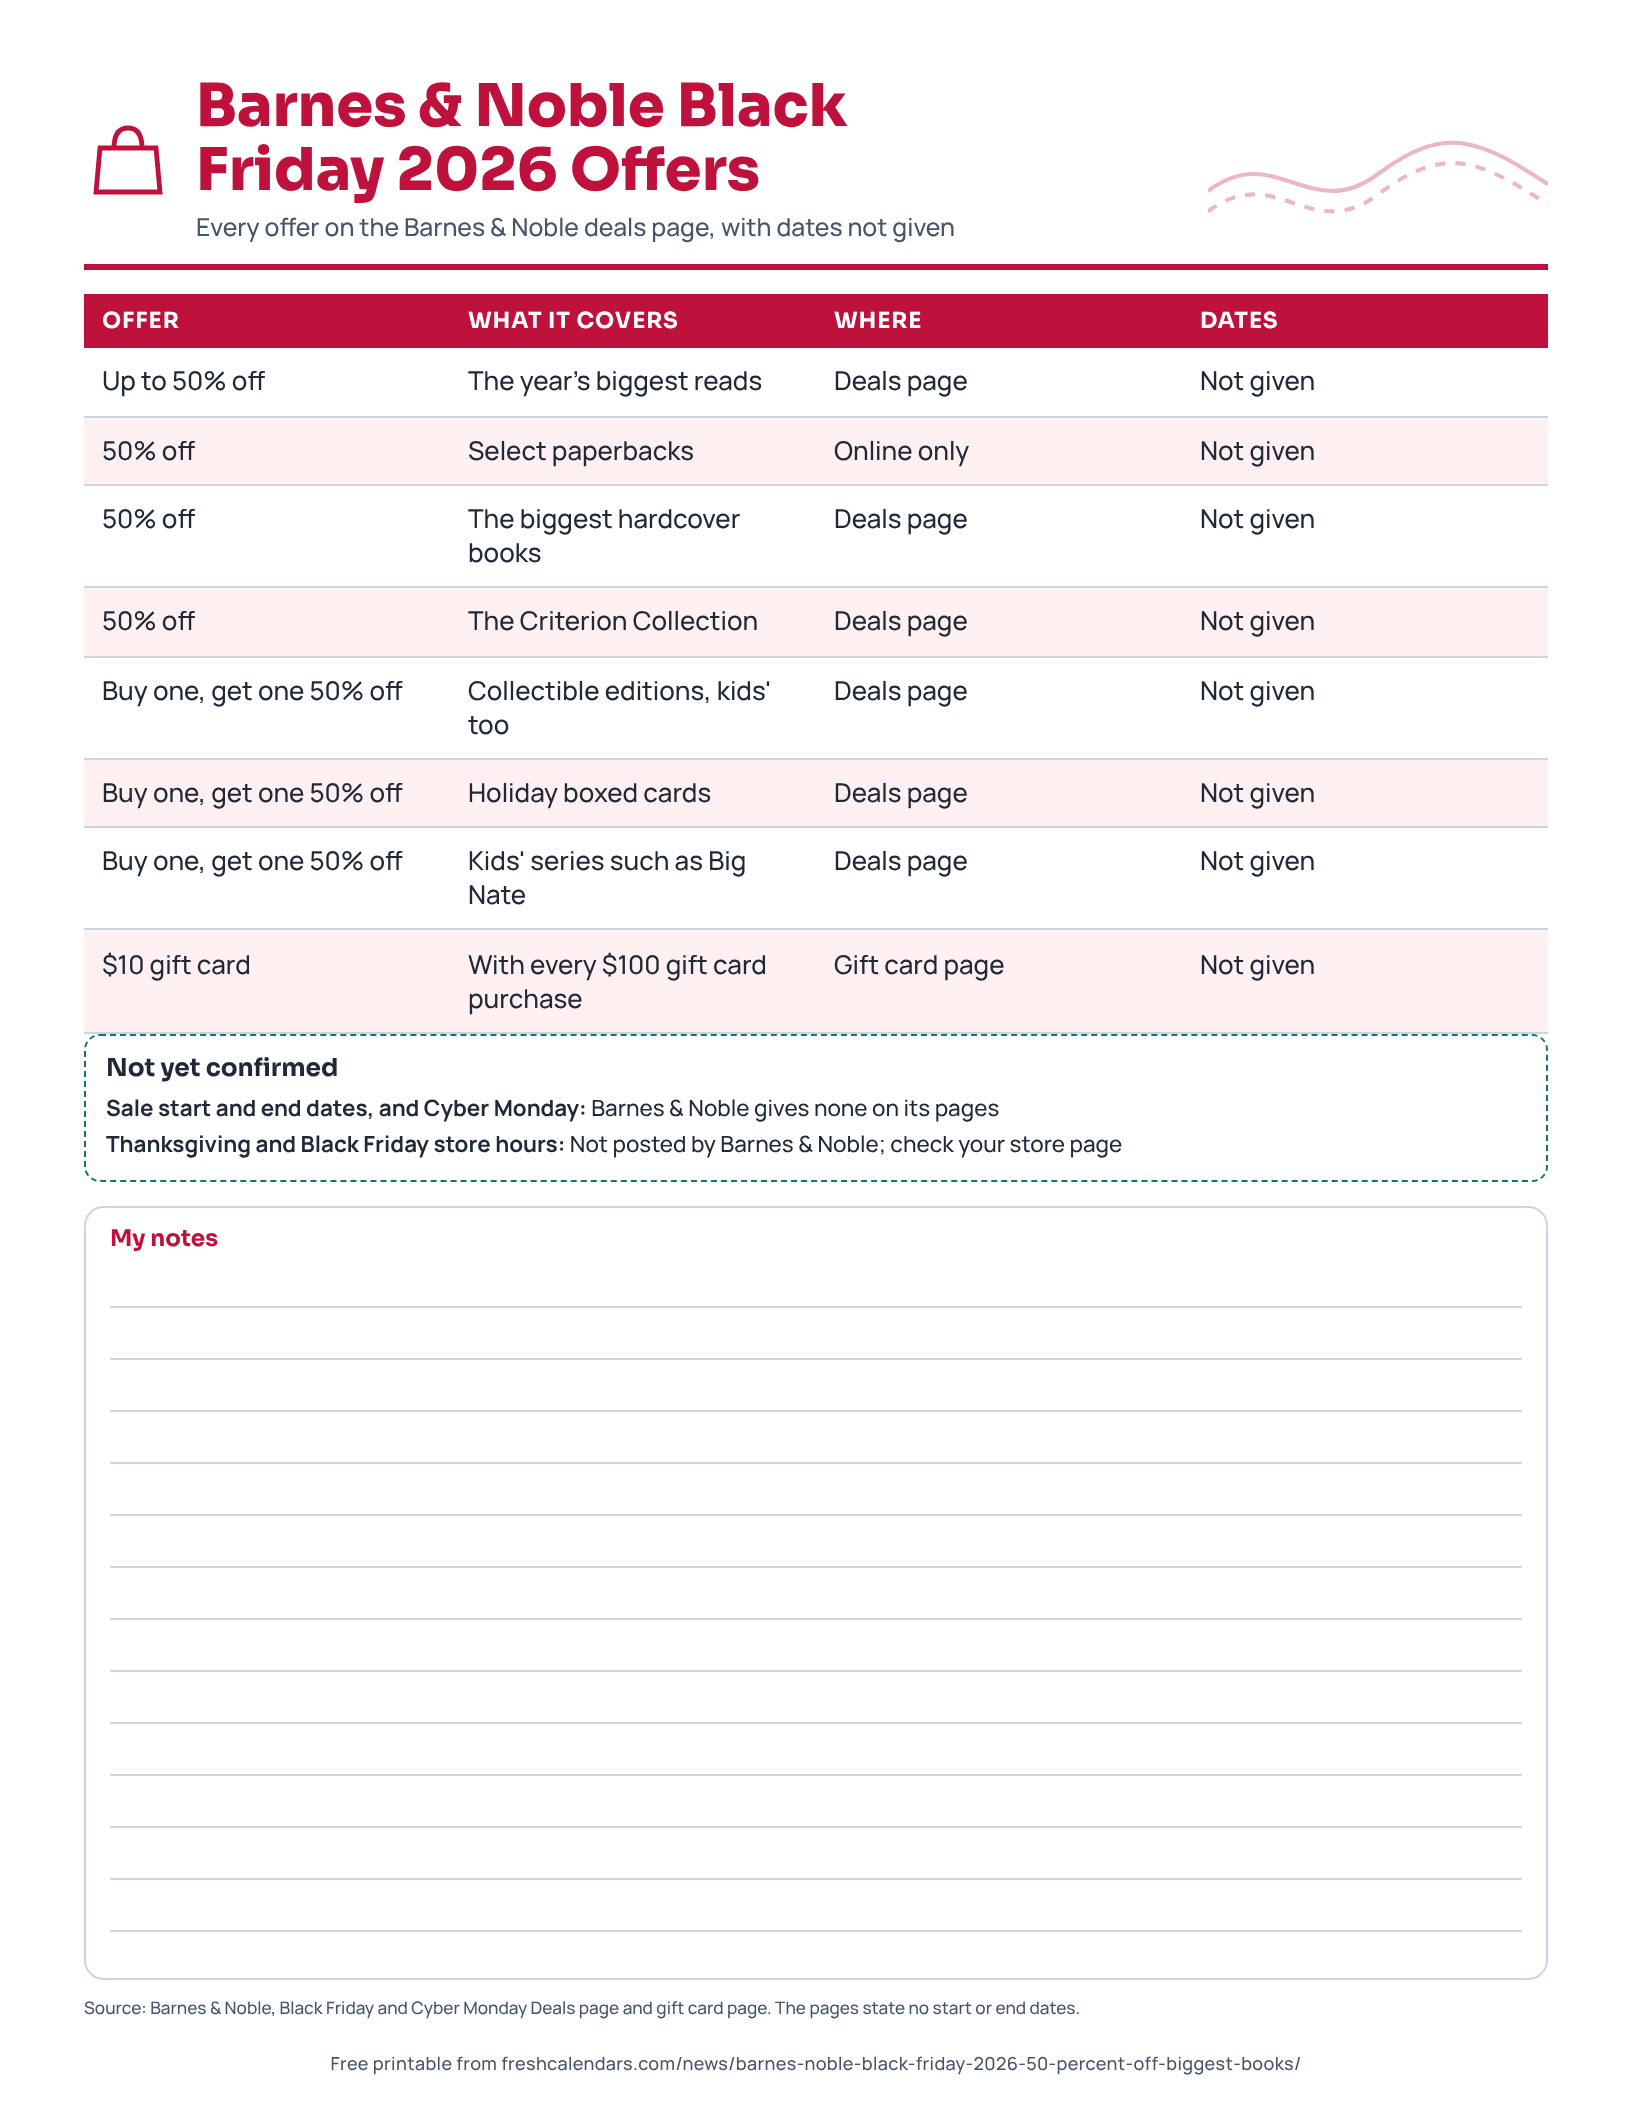 Barnes & Noble Black
Friday 2026 Offers
Every offer on the Barnes & Noble deals page, with dates not given
OFFER WHAT IT COVERS WHERE DATES
Up to 50% off The year’s biggest reads Deals page Not given
50% off Select paperbacks Online only Not given
50% off The biggest hardcover Deals page Not given
books
50% off The Criterion Collection Deals page Not given
Buy one, get one 50% off Collectible editions, kids' Deals page Not given
too
Buy one, get one 50% off Holiday boxed cards Deals page Not given
Buy one, get one 50% off Kids' series such as Big Deals page Not given
Nate
$10 gift card With every $100 gift card Gift card page Not given
purchase
Not yet confirmed
Sale start and end dates, and Cyber Monday: Barnes & Noble gives none on its pages
Thanksgiving and Black Friday store hours: Not posted by Barnes & Noble; check your store page
My notes
Source: Barnes & Noble, Black Friday and Cyber Monday Deals page and gift card page. The pages state no start or end dates.
Free printable from freshcalendars.com/news/barnes-noble-black-friday-2026-50-percent-off-biggest-books/